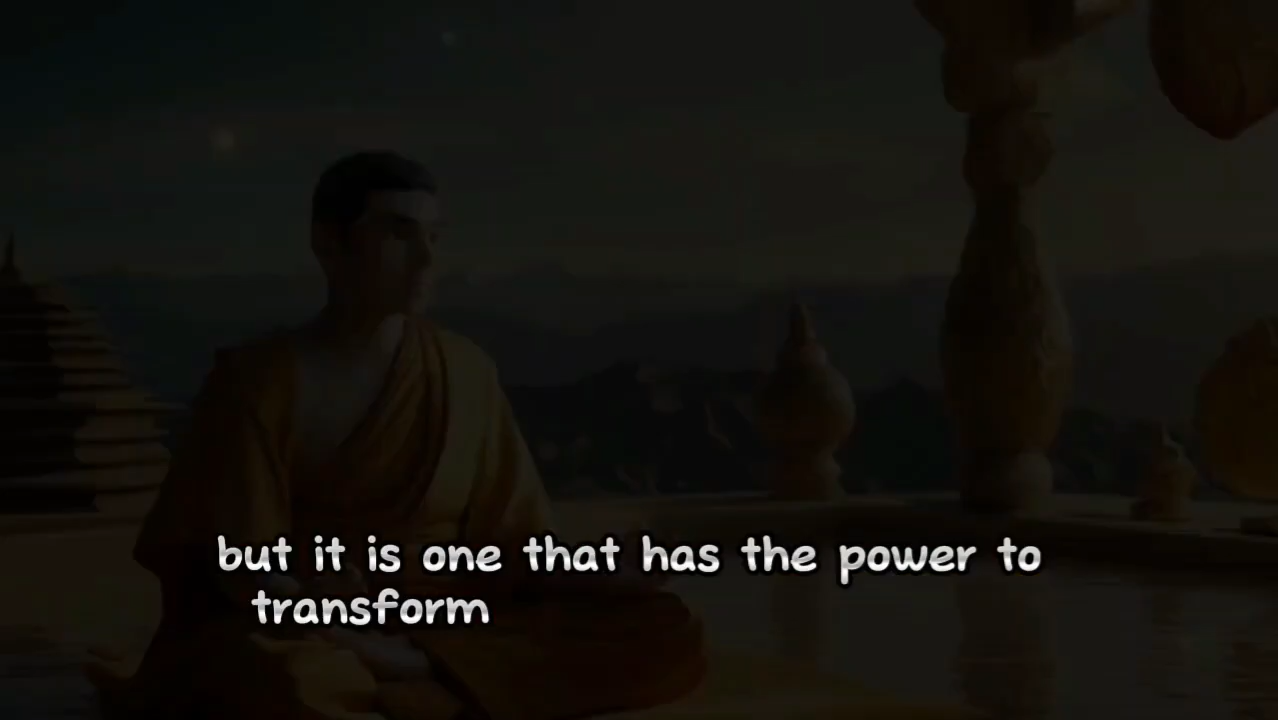 but it is one that has the power to
transform